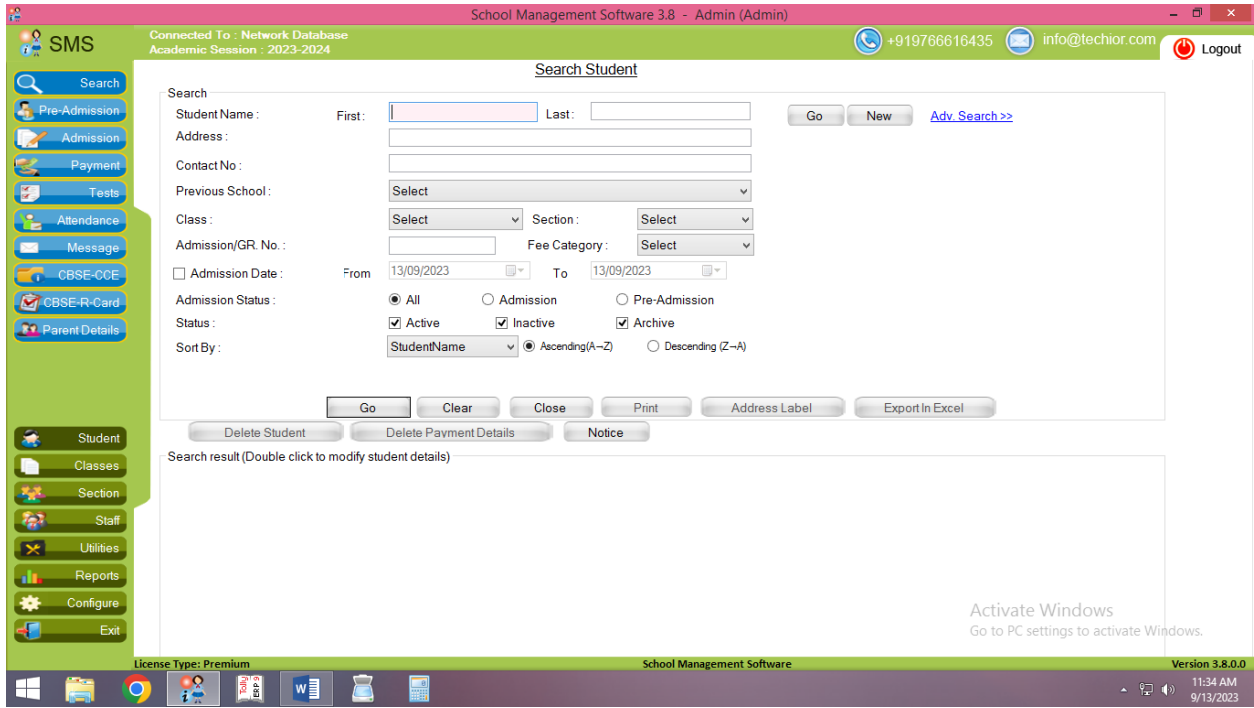 School Management Software 3.8 - Admin (Admin)
SMS
Connected To : Network Database
Academic Session : 2023-2024
+919766616435
info@techior.com
Logout
Search
Pre-Admission
Admission
Payment
Tests
Attendance
Message
CBSE-CCE
CBSE-R-Card
Parent Details
Student
Classes
Section
Staff
Utilities
Reports
Configure
Exit
Search Student
Search
Student Name : First : Last : Go New Adv. Search >>
Address :
Contact No :
Previous School : Select
Class : Select Section : Select
Admission/GR. No. : Fee Category : Select
Admission Date : From 13/09/2023 To 13/09/2023
Admission Status : All Admission Pre-Admission
Status : Active Inactive Archive
Sort By : StudentName Ascending(A→Z) Descending (Z→A)
Go Clear Close Print Address Label Export In Excel
Delete Student Delete Payment Details Notice
Search result (Double click to modify student details)
Activate Windows
Go to PC settings to activate Windows.
License Type: Premium School Management Software Version 3.8.0.0
Tally
ERP 9
11:34 AM
9/13/2023